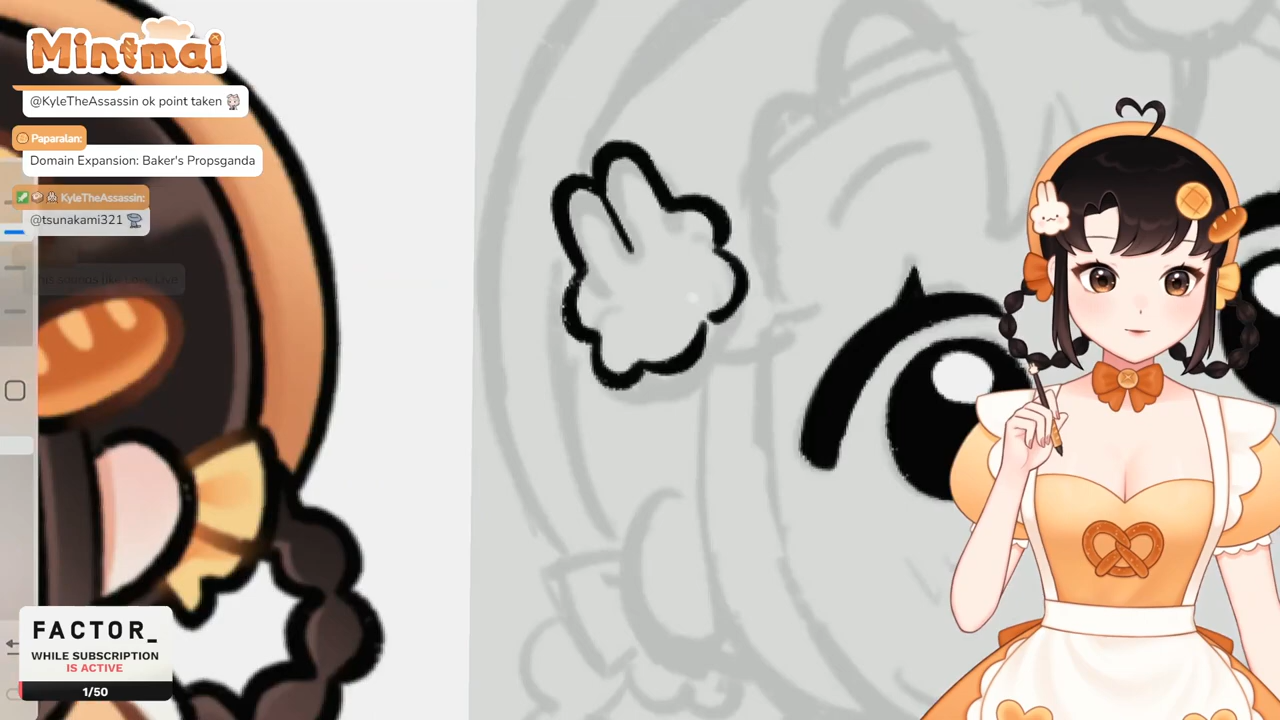 Mintmai
@KyleTheAssassin ok point taken
Paparalan:
Domain Expansion: Baker's Propsganda
KyleTheAssassin:
@tsunakami321
FACTOR_
WHILE SUBSCRIPTION
IS ACTIVE
1/50